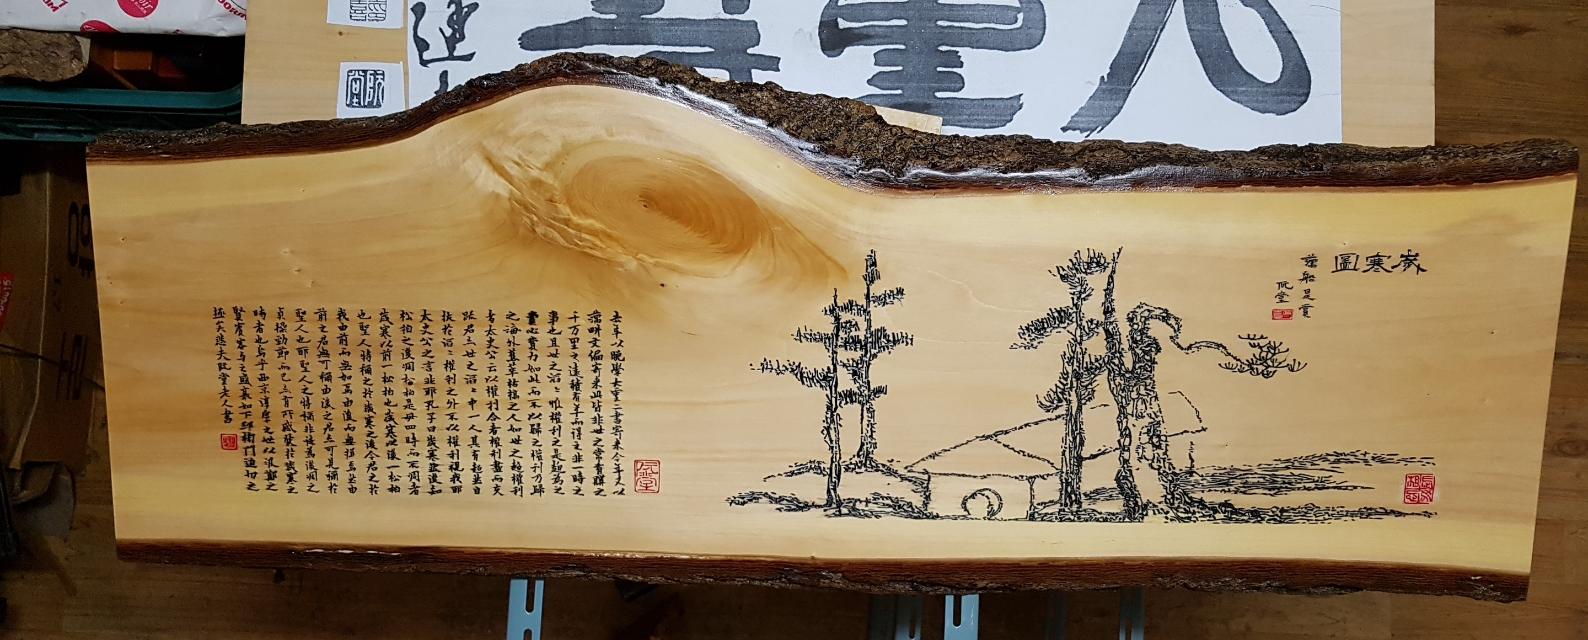 歲寒圖
藕船是賞
阮堂
去年以晩學大雲二書寄來今年又以
藕畊文編寄來此皆非世之常有購之
千万里之遠積有年而得之非一時之
事也且世之滔〻惟權利之是趨爲之
費心費力如此而不以歸之權利乃歸
之海外蕉萃枯槁之人如世之趨權利
者太史公云以權利合者權利盡而交
踈君亦世之滔〻中一人其有超然自
拔於滔〻權利之外不以權利視我耶
太史公之言非耶孔子曰歲寒然後知
松栢之後凋松栢是毋四時而不凋者
歲寒以前一松栢也歲寒以後一松栢
也聖人特稱之於歲寒之後今君之於
我由前而無加焉由後而無損焉然由
前之君無可稱由後之君亦可見稱於
聖人也耶聖人之特稱非徒爲後凋之
貞操勁節而已亦有所感發於歲寒之
時者也烏乎西京淳厚之世以汲鄭之
賢賓客與之盛衰如下邳榜門迫切之
極矣悲夫阮堂老人書
阮堂